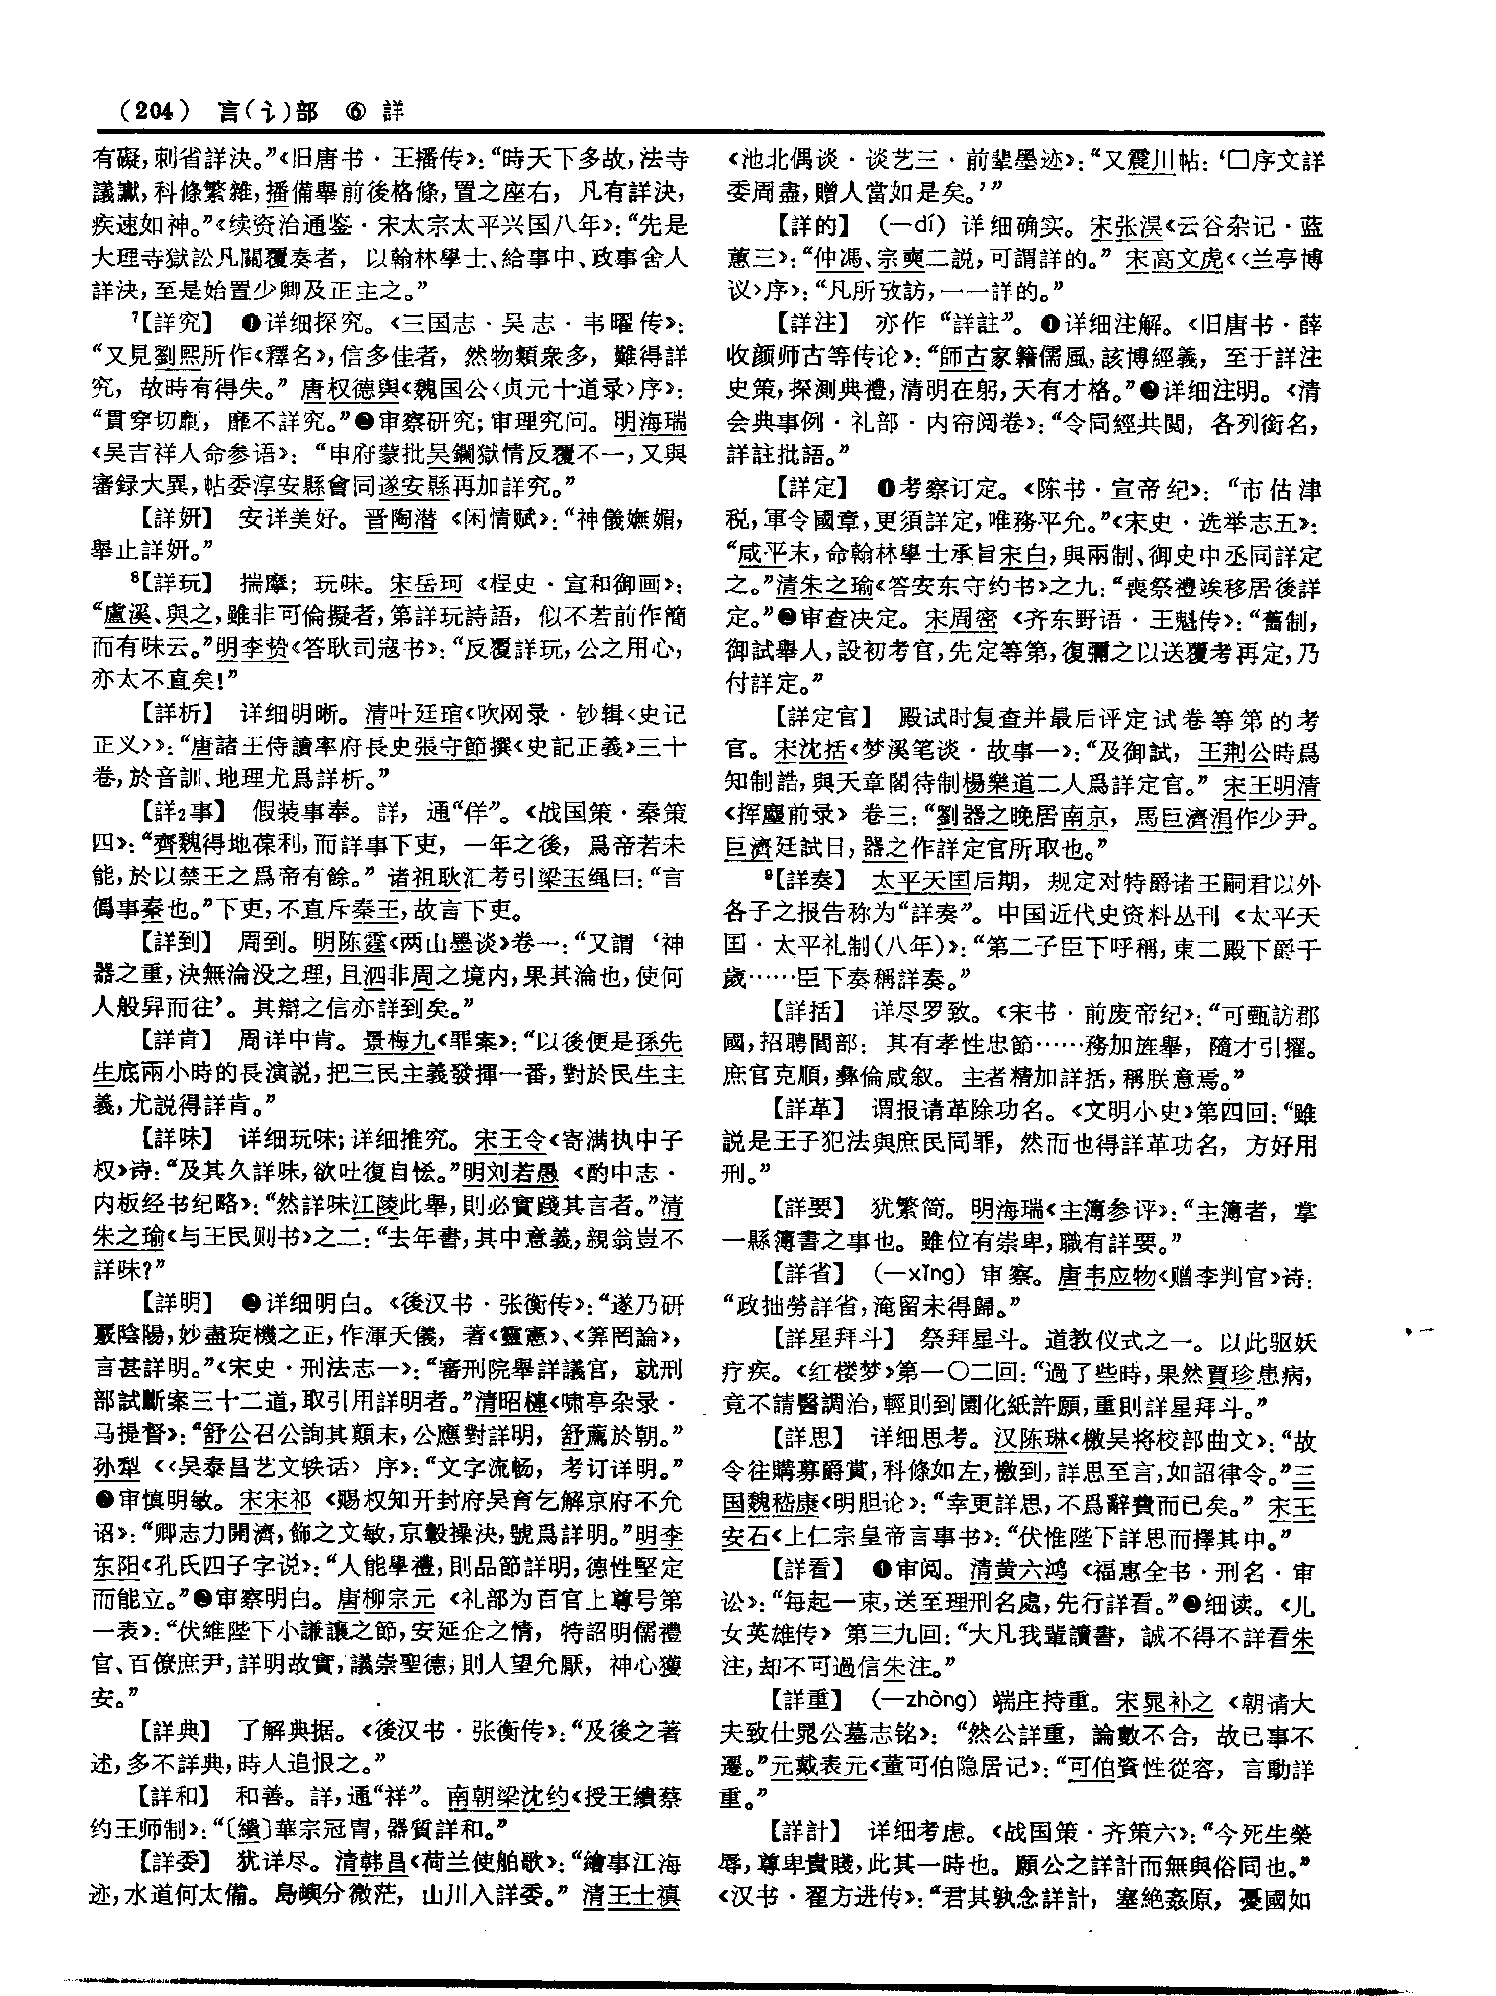 (204) 言(讠)部 ⑥ 詳
有礙，刺省詳決。”《旧唐书·王播传》：“時天下多故，法寺
議讞，科條繁雜，播備舉前後格條，置之座右，凡有詳決，
疾速如神。”《续资治通鉴·宋太宗太平兴国八年》：“先是
大理寺獄訟凡關覆奏者，以翰林學士、給事中、政事舍人
詳決，至是始置少卿及正主之。”
⁷【詳究】 ❶详细探究。《三国志·吴志·韦曜传》：
“又見劉熙所作《釋名》，信多佳者，然物類衆多，難得詳
究，故時有得失。”唐权德舆《魏国公〈贞元十道录〉序》：
“貫穿切劘，靡不詳究。”❷审察研究；审理究问。明海瑞
《吴吉祥人命参语》：“申府蒙批吴鑭獄情反覆不一，又與
審録大異，帖委淳安縣會同遂安縣再加詳究。”
【詳妍】 安详美好。晋陶潜《闲情赋》：“神儀嫵媚，
舉止詳妍。”
⁸【詳玩】 揣摩；玩味。宋岳珂《桯史·宣和御画》：
“盧溪、與之，雖非可倫擬者，第詳玩詩語，似不若前作簡
而有味云。”明李贽《答耿司寇书》：“反覆詳玩，公之用心，
亦太不直矣！”
【詳析】 详细明晰。清叶廷琯《吹网录·钞辑〈史记
正义〉》：“唐諸王侍讀率府長史張守節撰《史記正義》三十
卷，於音訓、地理尤爲詳析。”
【詳₂事】 假装事奉。詳，通“佯”。《战国策·秦策
四》：“齊魏得地葆利，而詳事下吏，一年之後，爲帝若未
能，於以禁王之爲帝有餘。”诸祖耿汇考引梁玉绳曰：“言
僞事秦也。”下吏，不直斥秦王，故言下吏。
【詳到】 周到。明陈霆《两山墨谈》卷一：“又謂‘神
器之重，決無淪没之理，且泗非周之境内，果其淪也，使何
人般舁而往’。其辯之信亦詳到矣。”
【詳肯】 周详中肯。景梅九《罪案》：“以後便是孫先
生底兩小時的長演説，把三民主義發揮一番，對於民生主
義，尤説得詳肯。”
【詳味】 详细玩味；详细推究。宋王令《寄满执中子
权》诗：“及其久詳味，欲吐復自恡。”明刘若愚《酌中志·
内板经书纪略》：“然詳味江陵此舉，則必實踐其言者。”清
朱之瑜《与王民则书》之二：“去年書，其中意義，親翁豈不
詳味？”
【詳明】 ❶详细明白。《後汉书·张衡传》：“遂乃研
覈陰陽，妙盡琁機之正，作渾天儀，著《靈憲》、《筭罔論》，
言甚詳明。”《宋史·刑法志一》：“審刑院舉詳議官，就刑
部試斷案三十二道，取引用詳明者。”清昭槤《啸亭杂录·
马提督》：“舒公召公詢其顛末，公應對詳明，舒薦於朝。”
孙犁《〈吴泰昌艺文轶话〉序》：“文字流畅，考订详明。”
❷审慎明敏。宋宋祁《赐权知开封府吴育乞解京府不允
诏》：“卿志力開濟，飾之文敏，京轂操決，號爲詳明。”明李
东阳《孔氏四子字说》：“人能學禮，則品節詳明，德性堅定
而能立。”❸审察明白。唐柳宗元《礼部为百官上尊号第
一表》：“伏維陛下小謙讓之節，安延企之情，特詔明儒禮
官、百僚庶尹，詳明故實，議崇聖德，則人望允厭，神心獲
安。”
【詳典】 了解典据。《後汉书·张衡传》：“及後之著
述，多不詳典，時人追恨之。”
【詳和】 和善。詳，通“祥”。南朝梁沈约《授王缋蔡
约王师制》：“〔繢〕華宗冠胄，器質詳和。”
【詳委】 犹详尽。清韩昌《荷兰使舶歌》：“繪事江海
迹，水道何太備。島嶼分微茫，山川入詳委。”清王士禛
《池北偶谈·谈艺三·前辈墨迹》：“又震川帖：‘□序文詳
委周盡，贈人當如是矣。’”
【詳的】 （—dí）详细确实。宋张淏《云谷杂记·蓝
蕙三》：“仲馮、宗奭二説，可謂詳的。”宋高文虎《〈兰亭博
议〉序》：“凡所攷訪，一一詳的。”
【詳注】 亦作“詳註”。❶详细注解。《旧唐书·薛
收颜师古等传论》：“師古家籍儒風，該博經義，至于詳注
史策，探測典禮，清明在躬，天有才格。”❷详细注明。《清
会典事例·礼部·内帘阅卷》：“令同經共閲，各列銜名，
詳註批語。”
【詳定】 ❶考察订定。《陈书·宣帝纪》：“市估津
税，軍令國章，更須詳定，唯務平允。”《宋史·选举志五》：
“咸平末，命翰林學士承旨宋白，與兩制、御史中丞同詳定
之。”清朱之瑜《答安东守约书》之九：“喪祭禮竢移居後詳
定。”❷审查决定。宋周密《齐东野语·王魁传》：“舊制，
御試舉人，設初考官，先定等第，復彌之以送覆考再定，乃
付詳定。”
【詳定官】 殿试时复查并最后评定试卷等第的考
官。宋沈括《梦溪笔谈·故事一》：“及御試，王荆公時爲
知制誥，與天章閣待制楊樂道二人爲詳定官。”宋王明清
《挥麈前录》卷三：“劉器之晚居南京，馬巨濟涓作少尹。
巨濟廷試日，器之作詳定官所取也。”
⁹【詳奏】 太平天国后期，规定对特爵诸王嗣君以外
各子之报告称为“詳奏”。中国近代史资料丛刊《太平天
国·太平礼制（八年）》：“第二子臣下呼稱，東二殿下爵千
歲……臣下奏稱詳奏。”
【詳括】 详尽罗致。《宋书·前废帝纪》：“可甄訪郡
國，招聘閭部：其有孝性忠節……務加旌舉，隨才引擢。
庶官克順，彝倫咸叙。主者精加詳括，稱朕意焉。”
【詳革】 谓报请革除功名。《文明小史》第四回：“雖
説是王子犯法與庶民同罪，然而也得詳革功名，方好用
刑。”
【詳要】 犹繁简。明海瑞《主簿参评》：“主簿者，掌
一縣簿書之事也。雖位有崇卑，職有詳要。”
【詳省】 （—xǐng）审察。唐韦应物《赠李判官》诗：
“政拙勞詳省，淹留未得歸。”
【詳星拜斗】 祭拜星斗。道教仪式之一。以此驱妖
疗疾。《红楼梦》第一〇二回：“過了些時，果然賈珍患病，
竟不請醫調治，輕則到園化紙許願，重則詳星拜斗。”
【詳思】 详细思考。汉陈琳《檄吴将校部曲文》：“故
令往購募爵賞，科條如左，檄到，詳思至言，如詔律令。”三
国魏嵇康《明胆论》：“幸更詳思，不爲辭費而已矣。”宋王
安石《上仁宗皇帝言事书》：“伏惟陛下詳思而擇其中。”
【詳看】 ❶审阅。清黄六鸿《福惠全书·刑名·审
讼》：“每起一束，送至理刑名處，先行詳看。”❷细读。《儿
女英雄传》第三九回：“大凡我輩讀書，誠不得不詳看朱
注，却不可過信朱注。”
【詳重】 （—zhòng）端庄持重。宋晁补之《朝请大
夫致仕晁公墓志铭》：“然公詳重，論數不合，故已事不
遷。”元戴表元《董可伯隐居记》：“可伯資性從容，言動詳
重。”
【詳計】 详细考虑。《战国策·齐策六》：“今死生榮
辱，尊卑貴賤，此其一時也。願公之詳計而無與俗同也。”
《汉书·翟方进传》：“君其孰念詳計，塞絶姦原，憂國如